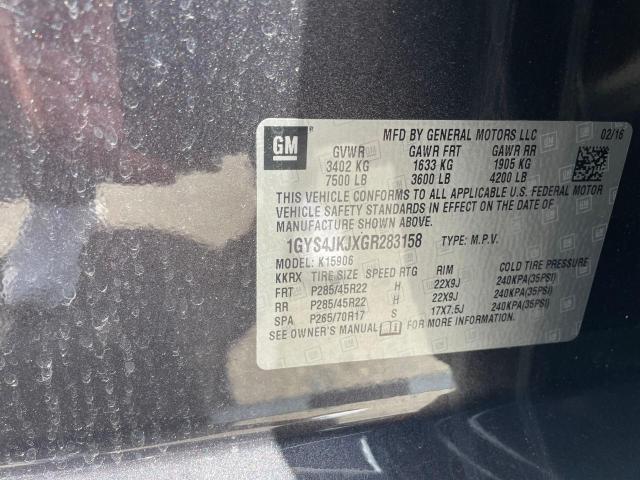 GM
®
MFD BY GENERAL MOTORS LLC 02/16
GVWR GAWR FRT GAWR RR
3402 KG 1633 KG 1905 KG
7500 LB 3600 LB 4200 LB
THIS VEHICLE CONFORMS TO ALL APPLICABLE U.S. FEDERAL MOTOR
VEHICLE SAFETY STANDARDS IN EFFECT ON THE DATE OF
MANUFACTURE SHOWN ABOVE.
1GYS4JKJXGR283158 TYPE: M.P.V.
MODEL: K15906
KKRX TIRE SIZE SPEED RTG RIM COLD TIRE PRESSURE
FRT P285/45R22 H 22X9J 240KPA(35PSI)
RR P285/45R22 H 22X9J 240KPA(35PSI)
SPA P265/70R17 S 17X7.5J 240KPA(35PSI)
SEE OWNER'S MANUAL FOR ADDITIONAL INFORMATION.